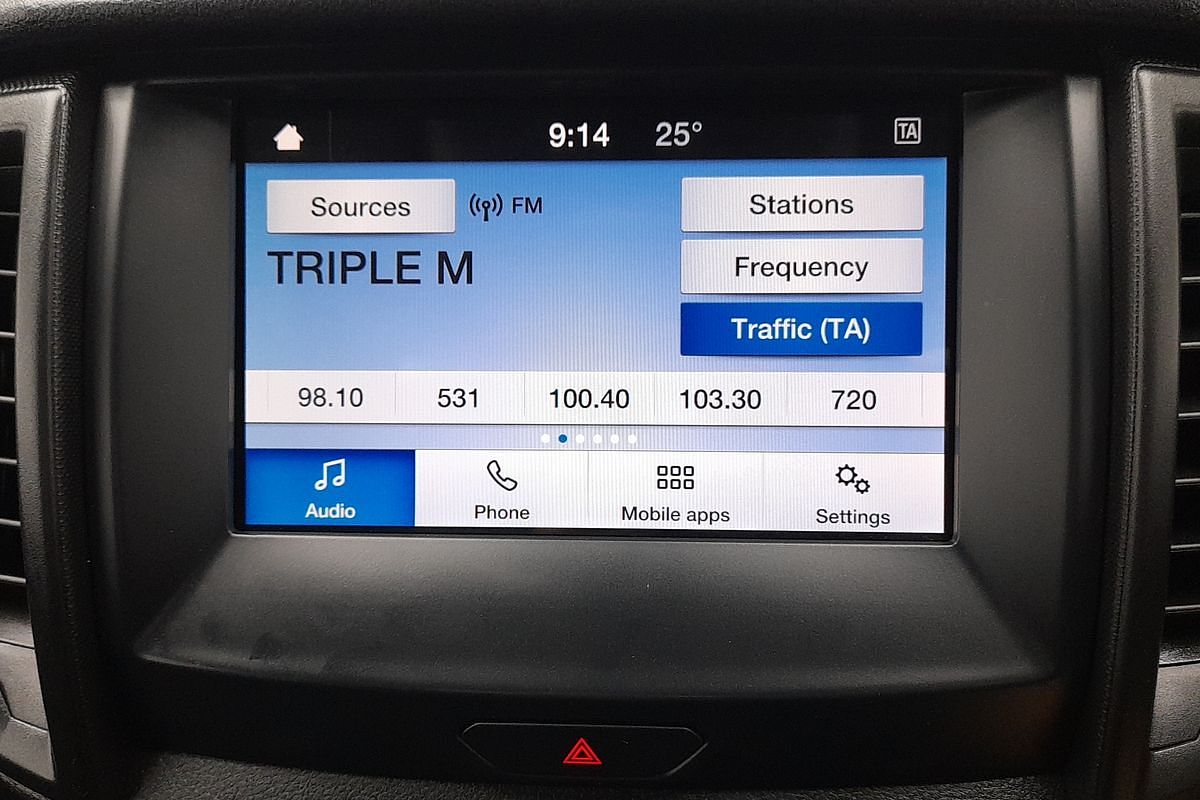 9:14 25° TA
Sources FM Stations
TRIPLE M Frequency
Traffic (TA)
98.10 531 100.40 103.30 720
Audio Phone Mobile apps Settings